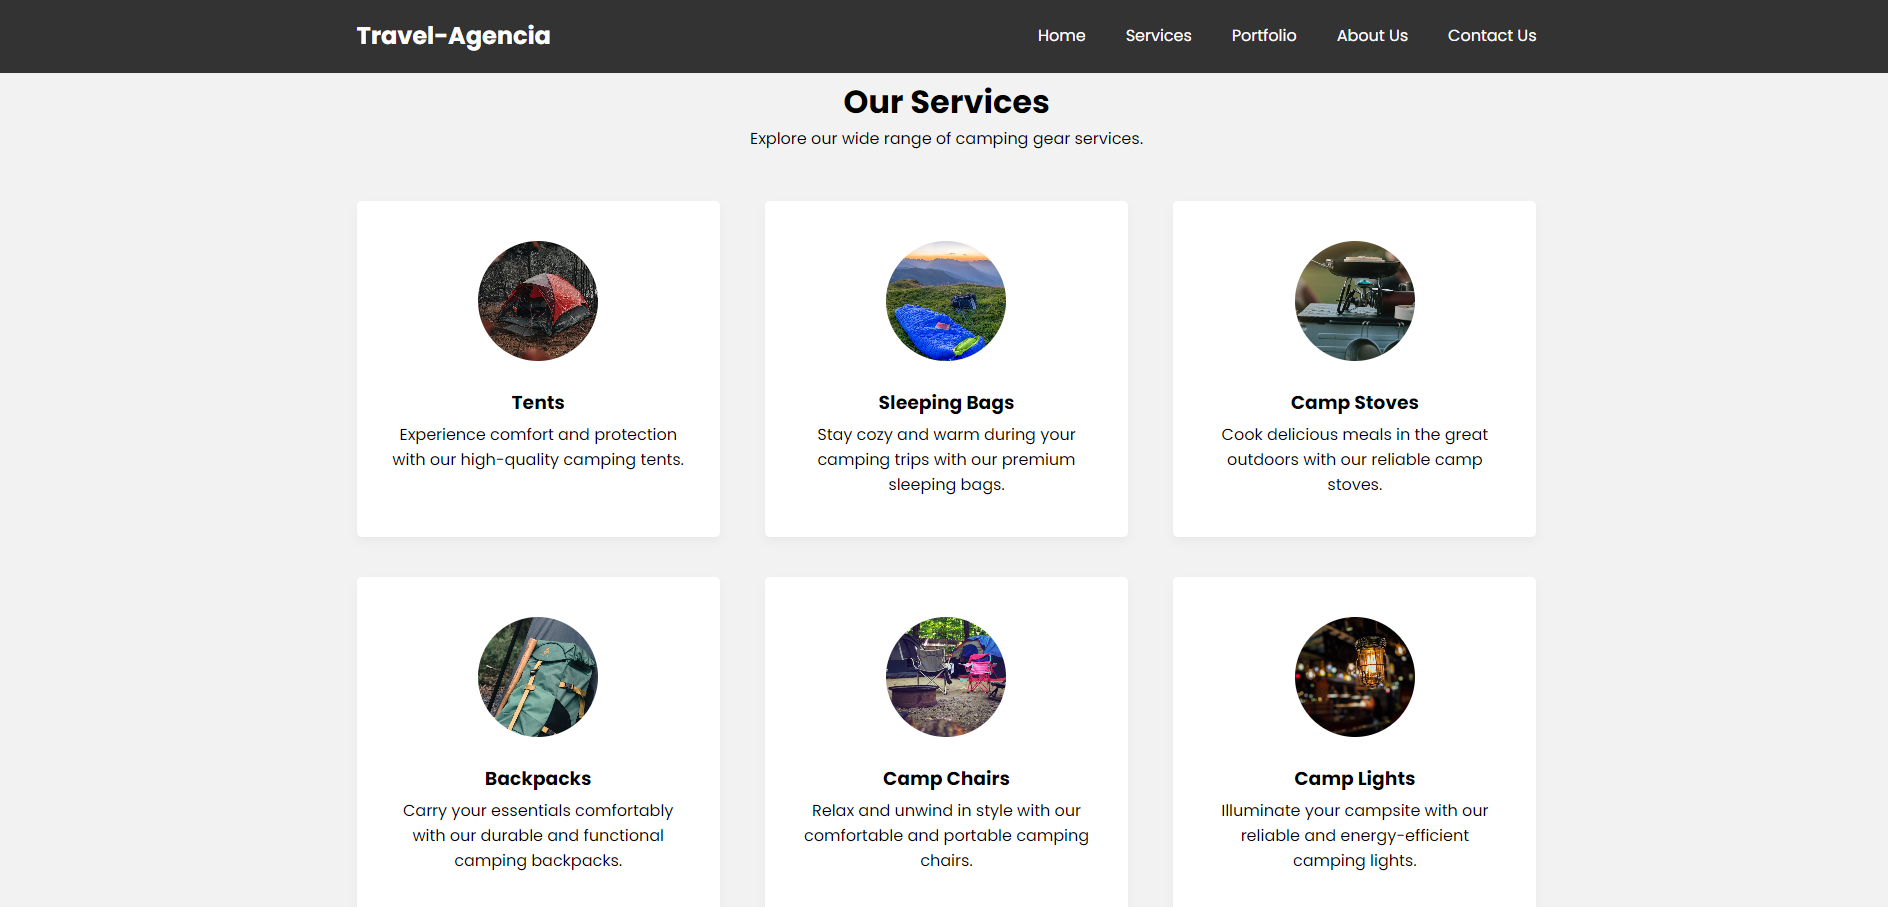 Travel-Agencia
Home
Services
Portfolio
About Us
Contact Us
Our Services
Explore our wide range of camping gear services.
Tents
Experience comfort and protection
with our high-quality camping tents.
Sleeping Bags
Stay cozy and warm during your
camping trips with our premium
sleeping bags.
Camp Stoves
Cook delicious meals in the great
outdoors with our reliable camp
stoves.
Backpacks
Carry your essentials comfortably
with our durable and functional
camping backpacks.
Camp Chairs
Relax and unwind in style with our
comfortable and portable camping
chairs.
Camp Lights
Illuminate your campsite with our
reliable and energy-efficient
camping lights.